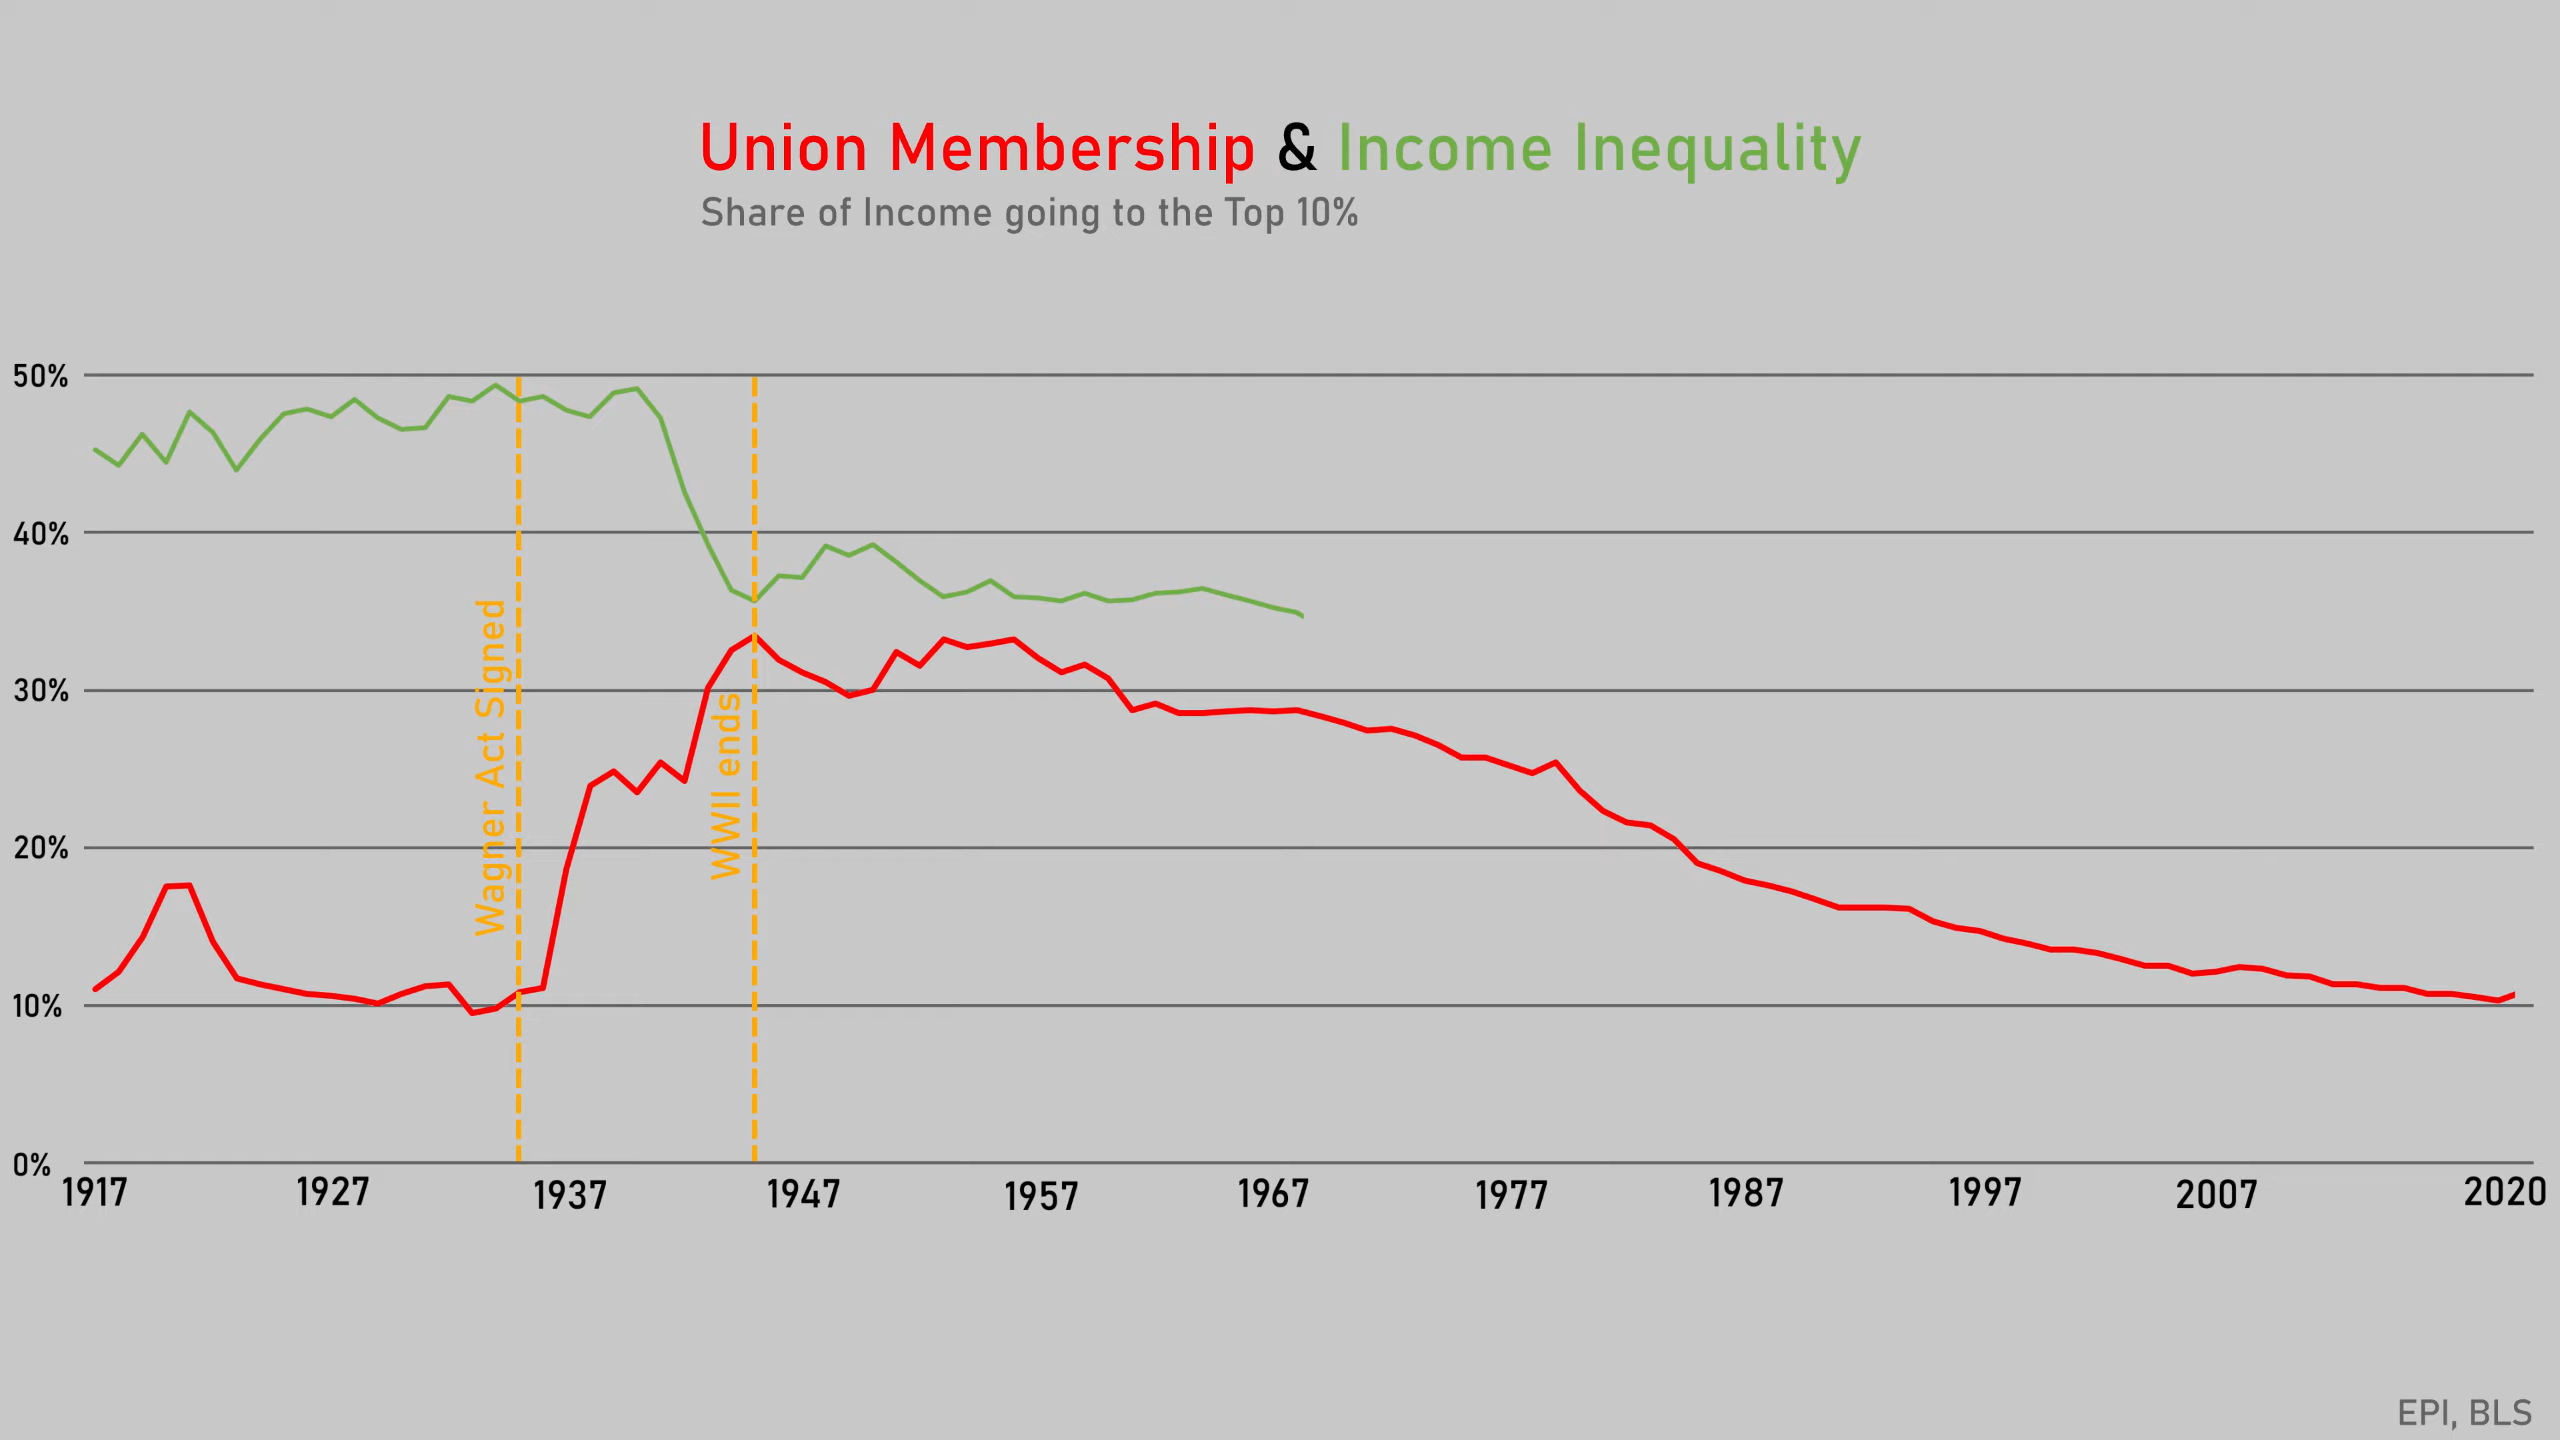 Union Membership & Income Inequality
Share of Income going to the Top 10%
50%
40%
30%
20%
10%
0%
Wagner Act Signed
WWII ends
1917 1927 1937 1947 1957 1967 1977 1987 1997 2007 2020
EPI, BLS